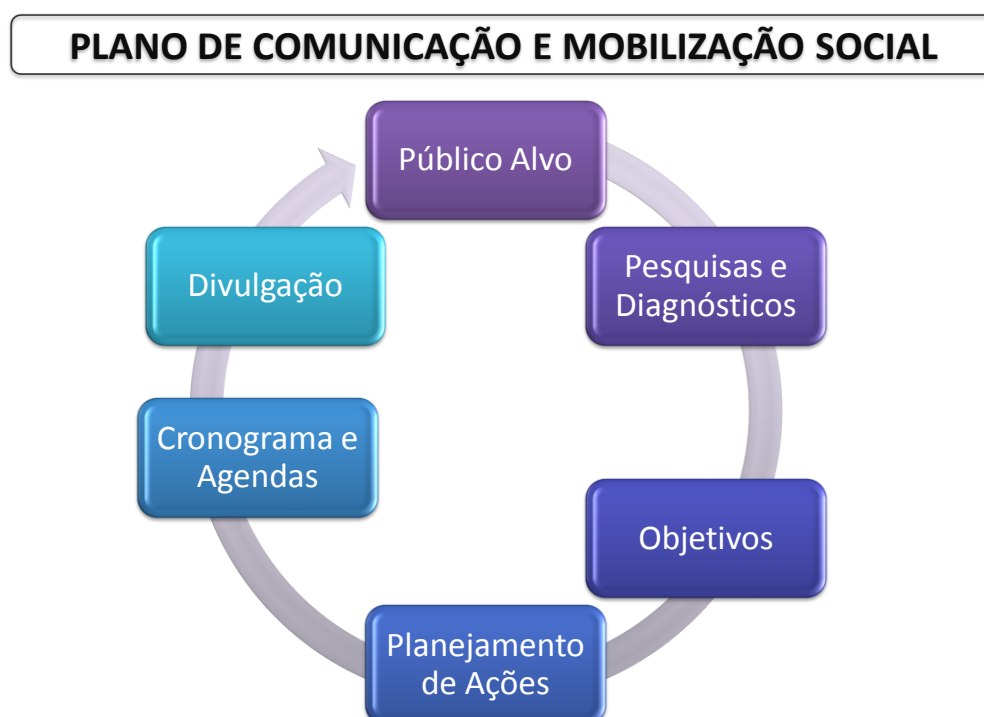 PLANO DE COMUNICAÇÃO E MOBILIZAÇÃO SOCIAL
Público Alvo
Pesquisas e
Diagnósticos
Objetivos
Planejamento
de Ações
Cronograma e
Agendas
Divulgação